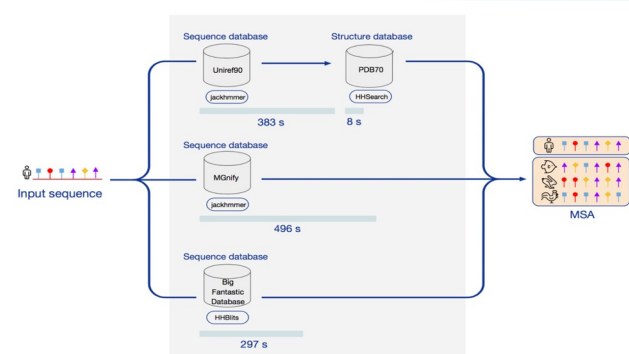 Sequence database
Structure database
Uniref90
PDB70
jackhmmer
HHSearch
383 s
8 s
Input sequence
Sequence database
MGnify
jackhmmer
496 s
MSA
Sequence database
Big
Fantastic
Database
HHBlits
297 s